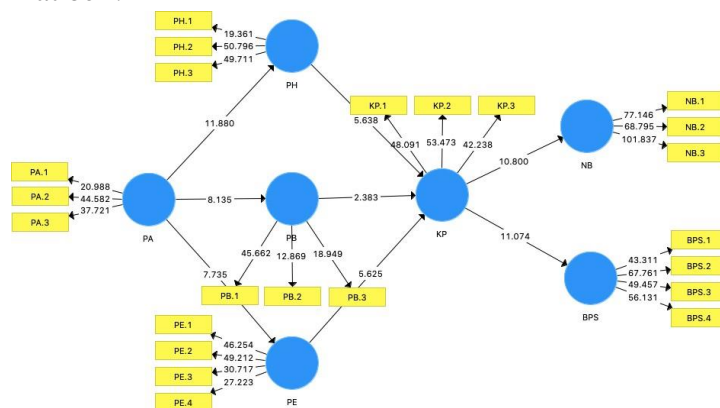 PH.1
PH.2
PH.3
19.361
50.796
49.711
PH
11.880
5.638
KP.1
KP.2
KP.3
48.091
53.473
42.238
KP
NB.1
NB.2
NB.3
77.146
68.795
101.837
NB
10.800
PA.1
PA.2
PA.3
20.988
44.582
37.721
PA
8.135
PB
2.383
45.662
12.869
18.949
PB.1
PB.2
PB.3
7.735
5.625
11.074
BPS.1
BPS.2
BPS.3
BPS.4
43.311
67.761
49.457
56.131
BPS
PE.1
PE.2
PE.3
PE.4
46.254
49.212
30.717
27.223
PE